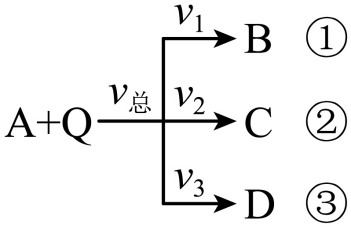 v₁ B ①
A+Q v总 v₂ C ②
v₃ D ③